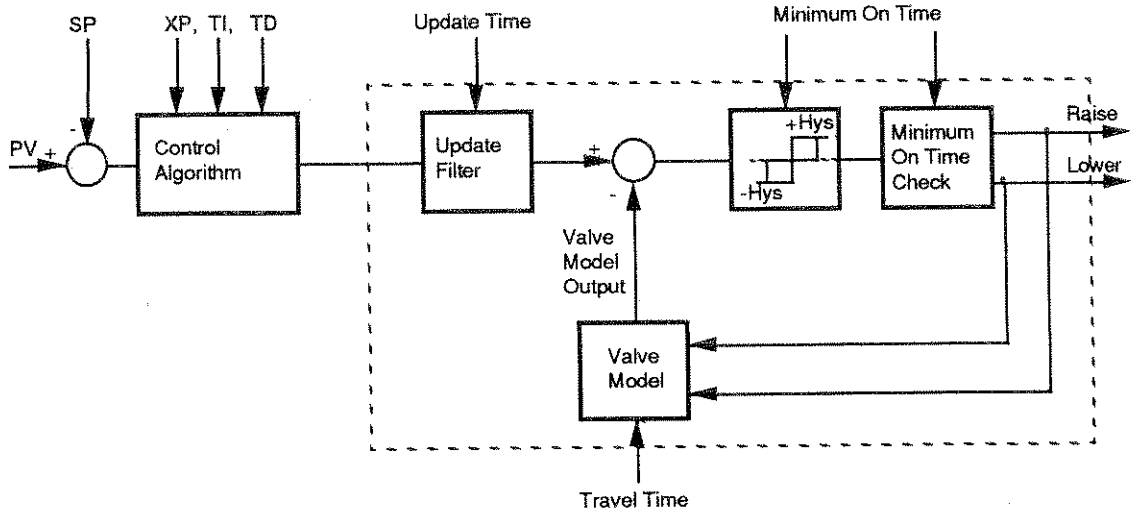 SP
XP, TI, TD
Update Time
Minimum On Time
PV
+
-
Control
Algorithm
Update
Filter
+
-
+Hys
-Hys
Minimum
On Time
Check
Raise
Lower
Valve
Model
Output
Valve
Model
Travel Time